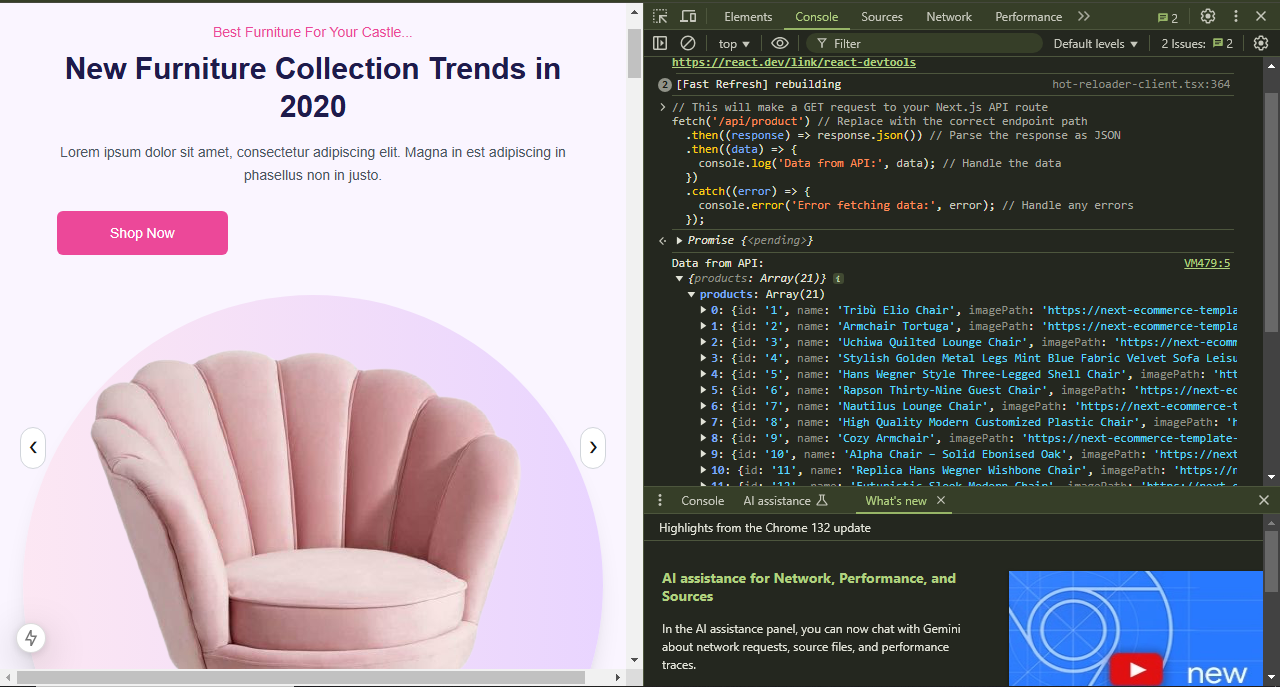 Best Furniture For Your Castle...
New Furniture Collection Trends in
2020
Lorem ipsum dolor sit amet, consectetur adipiscing elit. Magna in est adipiscing in
phasellus non in justo.
Shop Now
Elements Console Sources Network Performance 2
top Filter Default levels 2 Issues: 2
https://react.dev/link/react-devtools
2 [Fast Refresh] rebuilding hot-reloader-client.tsx:364
// This will make a GET request to your Next.js API route
fetch('/api/product') // Replace with the correct endpoint path
.then((response) => response.json()) // Parse the response as JSON
.then((data) => {
console.log('Data from API:', data); // Handle the data
})
.catch((error) => {
console.error('Error fetching data:', error); // Handle any errors
});
Promise {<pending>}
Data from API: VM479:5
{products: Array(21)} i
products: Array(21)
0: {id: '1', name: 'Tribù Elio Chair', imagePath: 'https://next-ecommerce-templa
1: {id: '2', name: 'Armchair Tortuga', imagePath: 'https://next-ecommerce-templa
2: {id: '3', name: 'Uchiwa Quilted Lounge Chair', imagePath: 'https://next-ecomm
3: {id: '4', name: 'Stylish Golden Metal Legs Mint Blue Fabric Velvet Sofa Leisu
4: {id: '5', name: 'Hans Wegner Style Three-Legged Shell Chair', imagePath: 'htt
5: {id: '6', name: 'Rapson Thirty-Nine Guest Chair', imagePath: 'https://next-ec
6: {id: '7', name: 'Nautilus Lounge Chair', imagePath: 'https://next-ecommerce-t
7: {id: '8', name: 'High Quality Modern Customized Plastic Chair', imagePath: 'h
8: {id: '9', name: 'Cozy Armchair', imagePath: 'https://next-ecommerce-template-
9: {id: '10', name: 'Alpha Chair – Solid Ebonised Oak', imagePath: 'https://next
10: {id: '11', name: 'Replica Hans Wegner Wishbone Chair', imagePath: 'https://n
11: {id: '12', name: 'Futuristic Sleek Modern Chair', imagePath: 'https://next-e
Console AI assistance What's new
Highlights from the Chrome 132 update
AI assistance for Network, Performance, and
Sources
In the AI assistance panel, you can now chat with Gemini
about network requests, source files, and performance
traces.
new